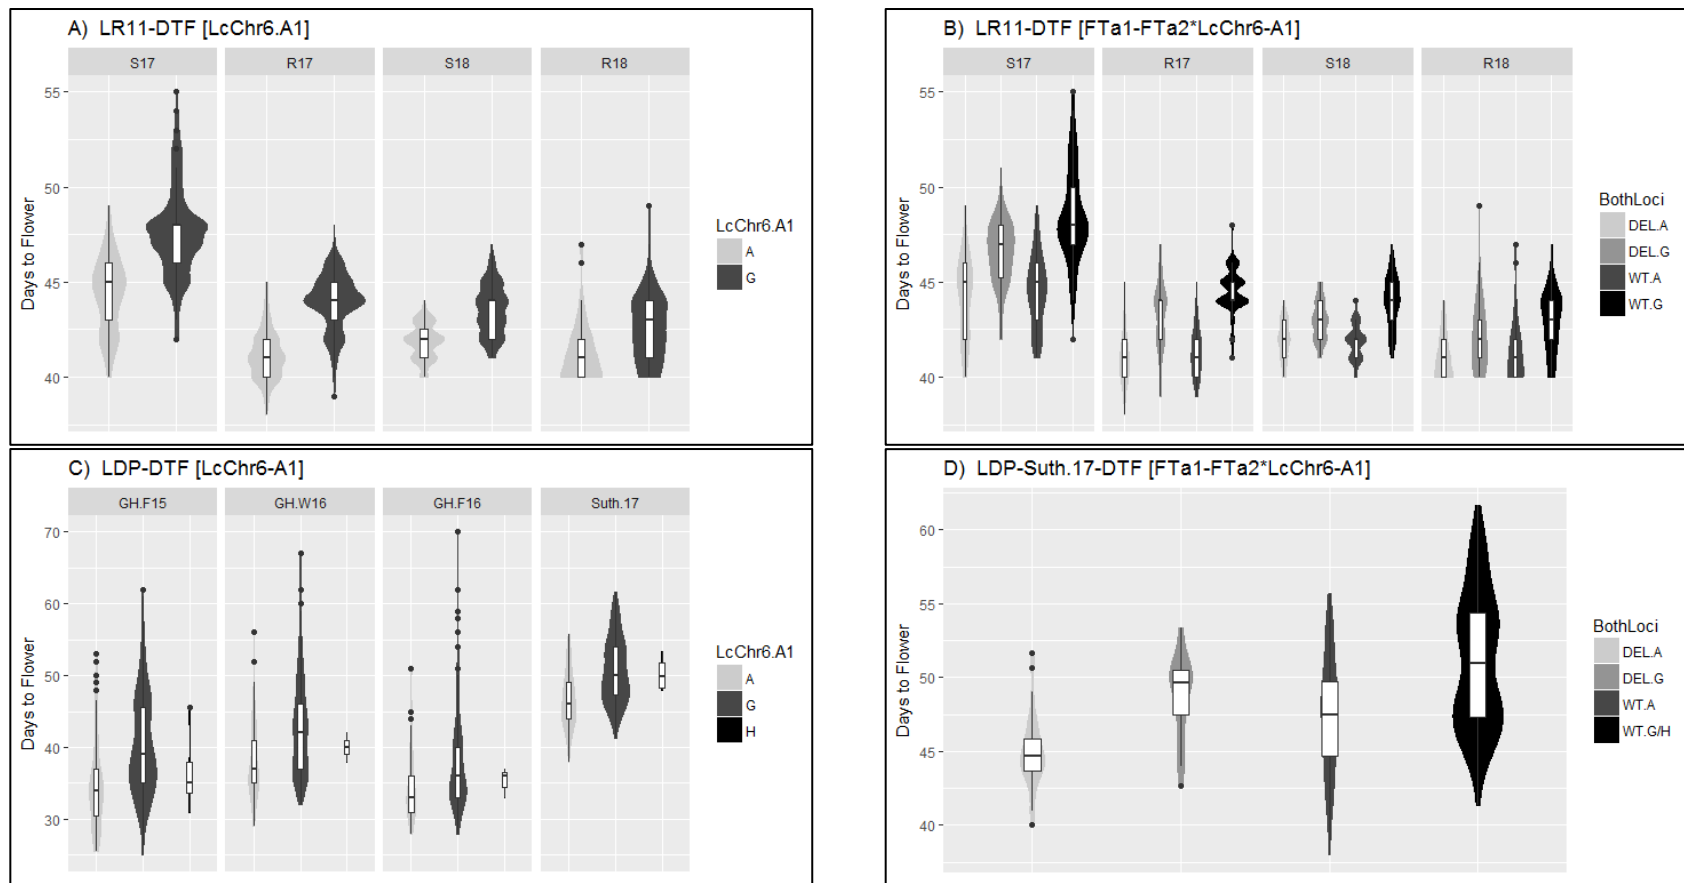 A) LR11-DTF [LcChr6.A1]
S17 R17 S18 R18
55
50
45
40
Days to Flower
LcChr6.A1
A
G
B) LR11-DTF [FTa1-FTa2*LcChr6-A1]
S17 R17 S18 R18
55
50
45
40
Days to Flower
BothLoci
DEL.A
DEL.G
WT.A
WT.G
C) LDP-DTF [LcChr6-A1]
GH.F15 GH.W16 GH.F16 Suth.17
70
60
50
40
30
Days to Flower
LcChr6.A1
A
G
H
D) LDP-Suth.17-DTF [FTa1-FTa2*LcChr6-A1]
60
55
50
45
40
Days to Flower
BothLoci
DEL.A
DEL.G
WT.A
WT.G/H